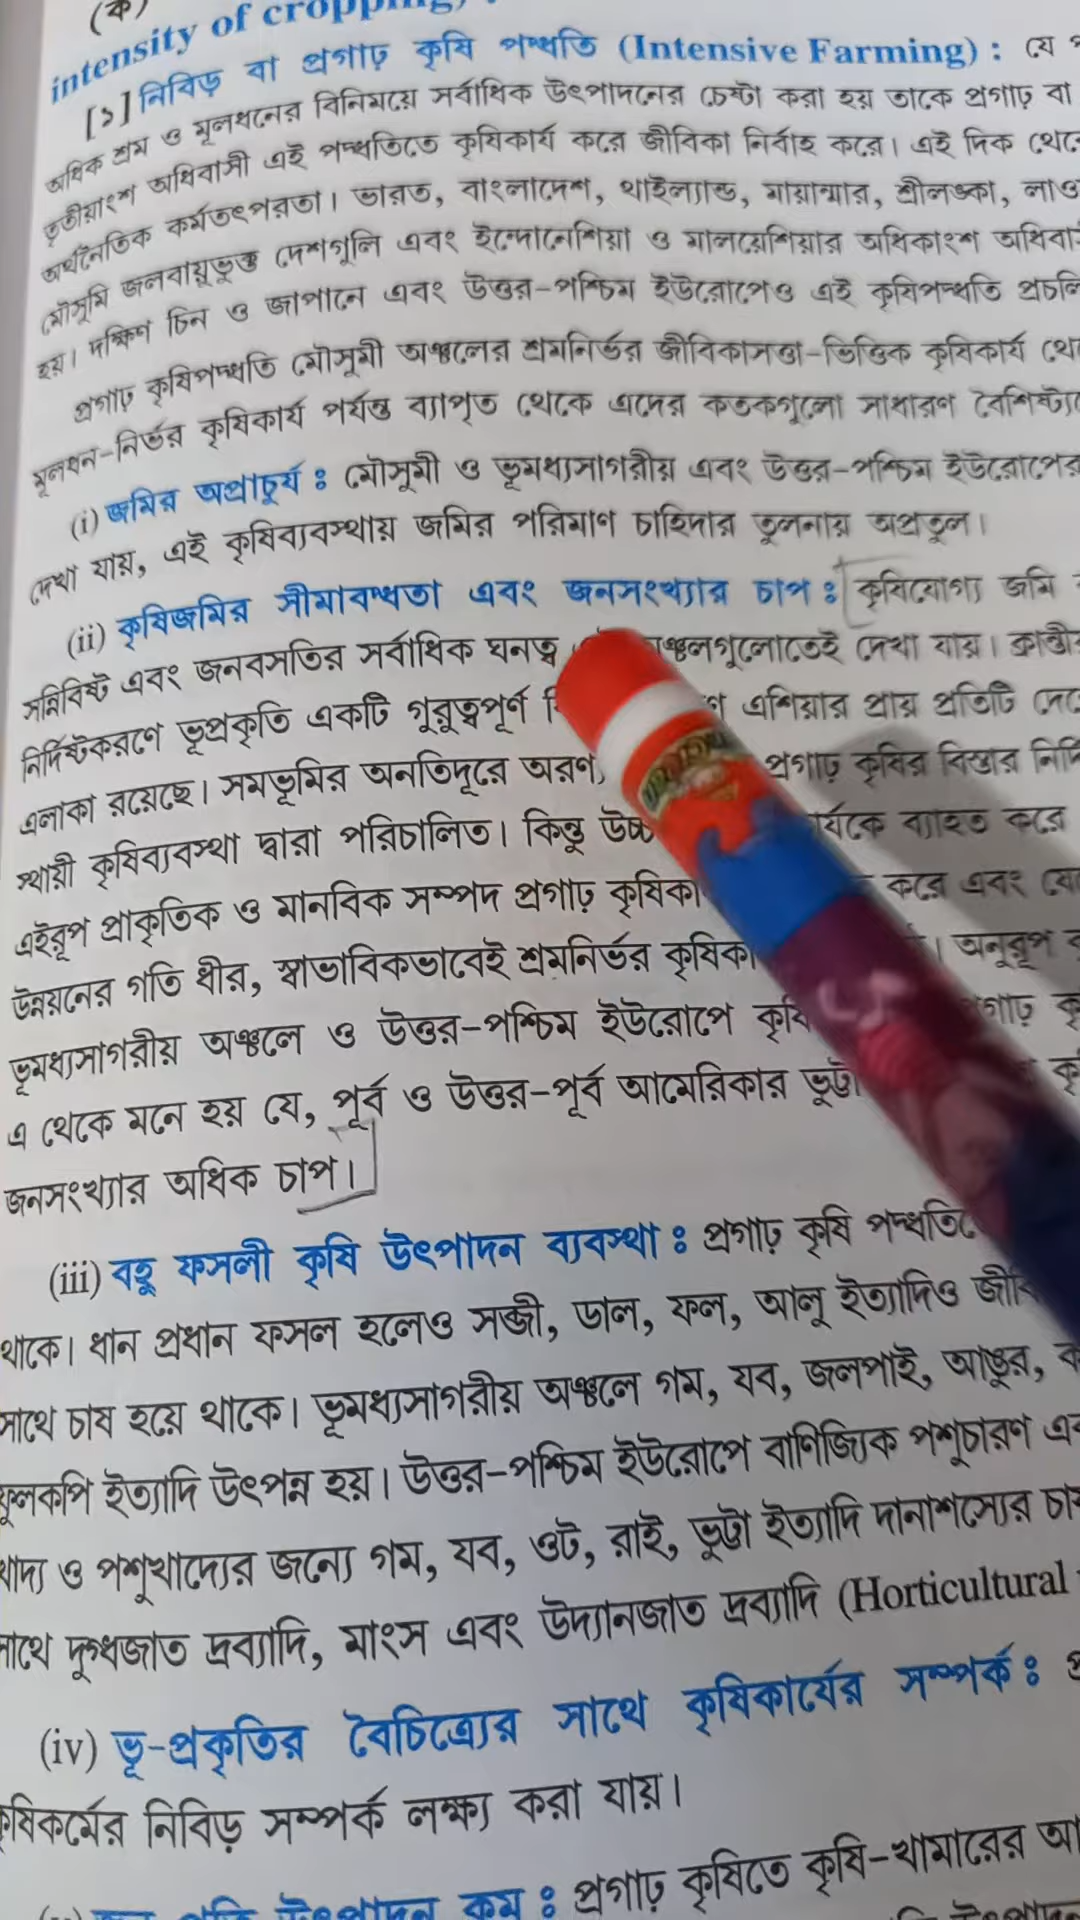 (ক)
intensity of cropping) :
[১] নিবিড় বা প্রগাঢ় কৃষি পদ্ধতি (Intensive Farming) : যে
অধিক শ্রম ও মূলধনের বিনিময়ে সর্বাধিক উৎপাদনের চেষ্টা করা হয় তাকে প্রগাঢ় বা
তৃতীয়াংশ অধিবাসী এই পদ্ধতিতে কৃষিকার্য করে জীবিকা নির্বাহ করে। এই দিক থেকে
অর্থনৈতিক কর্মতৎপরতা। ভারত, বাংলাদেশ, থাইল্যান্ড, মায়ান্মার, শ্রীলঙ্কা, লাও
মৌসুমি জলবায়ুভুক্ত দেশগুলি এবং ইন্দোনেশিয়া ও মালয়েশিয়ার অধিকাংশ
হয়। দক্ষিণ চিন ও জাপানে এবং উত্তর-পশ্চিম ইউরোপেও এই কৃষিপদ্ধতি
প্রগাঢ় কৃষিপদ্ধতি মৌসুমী অঞ্চলের শ্রমনির্ভর জীবিকাসত্তা-ভিত্তিক কৃষিকার্য
মূলধন-নির্ভর কৃষিকার্য পর্যন্ত ব্যাপৃত থেকে এদের কতকগুলো সাধারণ
(i) জমির অপ্রাচুর্য : মৌসুমী ও ভূমধ্যসাগরীয় এবং উত্তর-পশ্চিম ইউরোপের
দেখা যায়, এই কৃষিব্যবস্থায় জমির পরিমাণ চাহিদার তুলনায় অপ্রতুল।
(ii) কৃষিজমির সীমাবদ্ধতা এবং জনসংখ্যার চাপ : কৃষিযোগ্য জমি
সন্নিবিষ্ট এবং জনবসতির সর্বাধিক ঘনত্ব ঞ্চলগুলোতেই দেখা যায়।
নির্দিষ্টকরণে ভূপ্রকৃতি একটি গুরুত্বপূর্ণ এশিয়ার প্রায় প্রতিটি
এলাকা রয়েছে। সমভূমির অনতিদূরে অরণ্য প্রগাঢ় কৃষির বিস্তার
স্থায়ী কৃষিব্যবস্থা দ্বারা পরিচালিত। কিন্তু উচ্চ র্যকে ব্যাহত করে
এইরূপ প্রাকৃতিক ও মানবিক সম্পদ প্রগাঢ় কৃষিকা করে এবং
উন্নয়নের গতি ধীর, স্বাভাবিকভাবেই শ্রমনির্ভর কৃষিকা । অনুরূপ
ভূমধ্যসাগরীয় অঞ্চলে ও উত্তর-পশ্চিম ইউরোপে কৃষি গাঢ় কৃ
এ থেকে মনে হয় যে, পূর্ব ও উত্তর-পূর্ব আমেরিকার ভুট্টা কৃ
জনসংখ্যার অধিক চাপ।
(iii) বহু ফসলী কৃষি উৎপাদন ব্যবস্থা : প্রগাঢ় কৃষি পদ্ধতিতে
থাকে। ধান প্রধান ফসল হলেও সব্জী, ডাল, ফল, আলু ইত্যাদিও জীবি
সাথে চাষ হয়ে থাকে। ভূমধ্যসাগরীয় অঞ্চলে গম, যব, জলপাই, আঙুর,
ফুলকপি ইত্যাদি উৎপন্ন হয়। উত্তর-পশ্চিম ইউরোপে বাণিজ্যিক পশুচারণ
খাদ্য ও পশুখাদ্যের জন্যে গম, যব, ওট, রাই, ভুট্টা ইত্যাদি দানাশস্যের চাষ
সাথে দুগ্ধজাত দ্রব্যাদি, মাংস এবং উদ্যানজাত দ্রব্যাদি (Horticultural
(iv) ভূ-প্রকৃতির বৈচিত্র্যের সাথে কৃষিকার্যের সম্পর্ক :
কৃষিকর্মের নিবিড় সম্পর্ক লক্ষ্য করা যায়।
উৎপাদন কম : প্রগাঢ় কৃষিতে কৃষি-খামারের